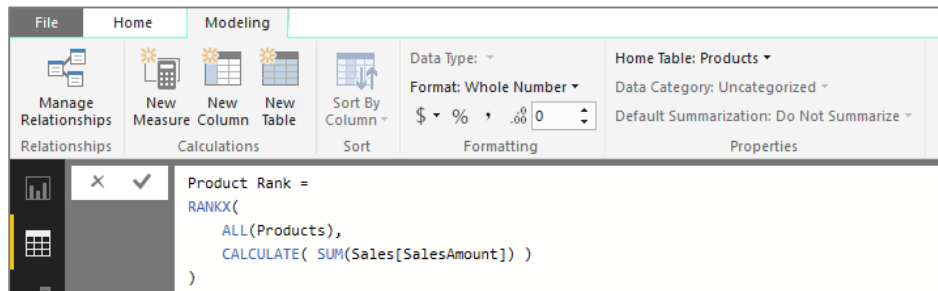 File Home Modeling
Data Type: Home Table: Products
Manage Relationships New Measure New Column New Table Sort By Column Format: Whole Number Data Category: Uncategorized
$ % , .00 0 Default Summarization: Do Not Summarize
Relationships Calculations Sort Formatting Properties
Product Rank =
RANKX(
ALL(Products),
CALCULATE( SUM(Sales[SalesAmount]) )
)